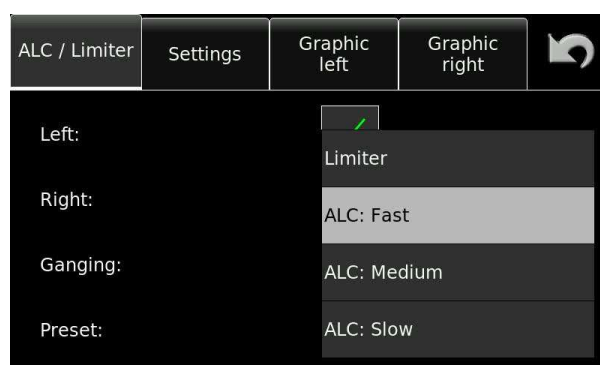 ALC / Limiter
Settings
Graphic
left
Graphic
right
Left:
Limiter
Right:
ALC: Fast
Ganging:
ALC: Medium
Preset:
ALC: Slow